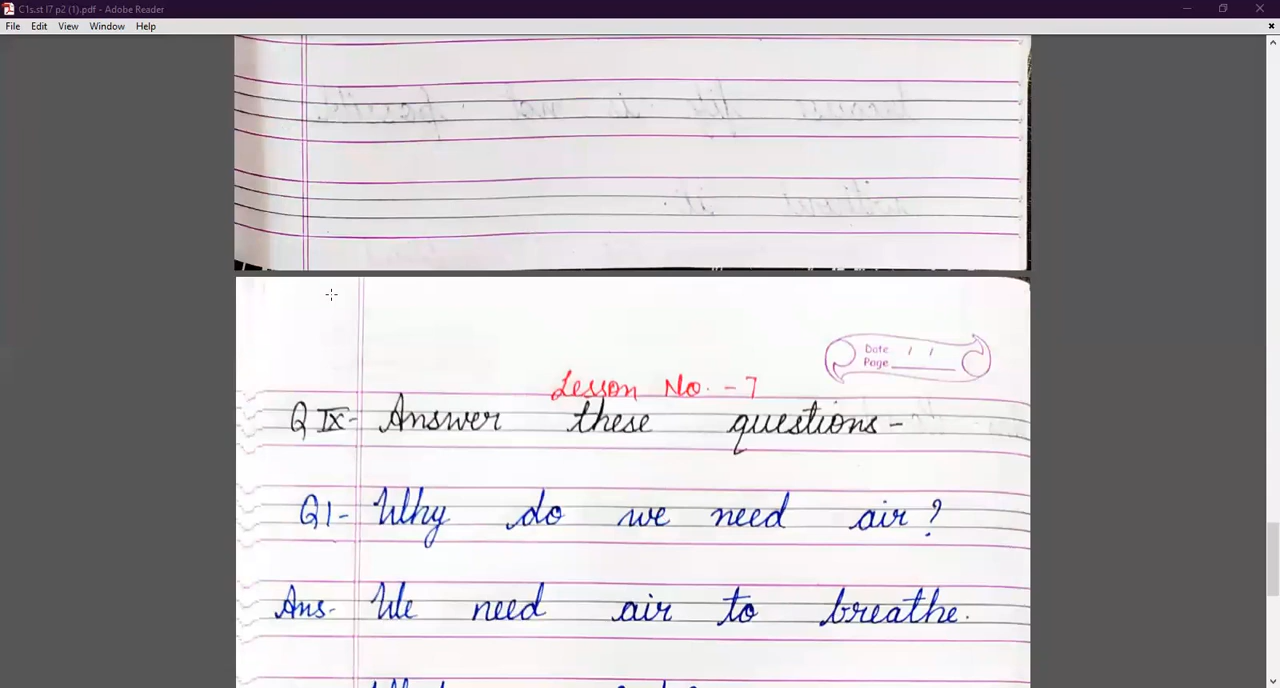 C1s.st l7 p2 (1).pdf - Adobe Reader
File Edit View Window Help
Date / /
Page
Lesson No. - 7
Q IX- Answer these questions -
Q1- Why do we need air?
Ans- We need air to breathe.